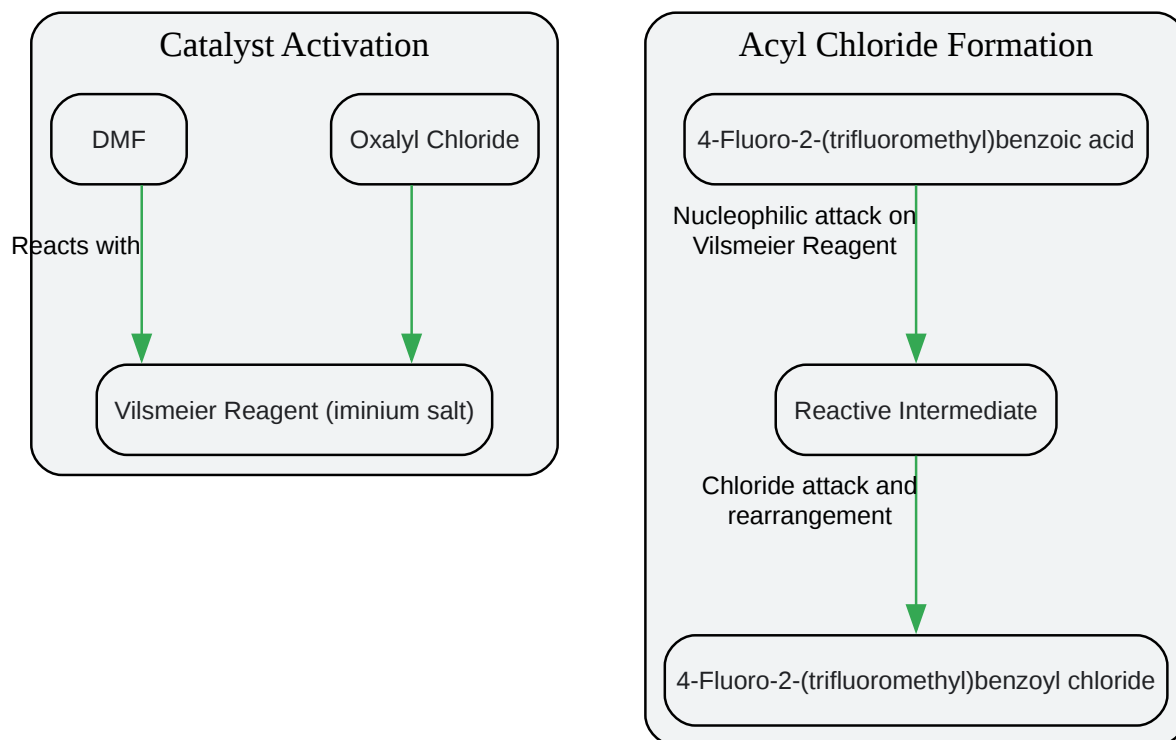 Catalyst Activation
DMF
Oxalyl Chloride
Reacts with
Vilsmeier Reagent (iminium salt)
Acyl Chloride Formation
4-Fluoro-2-(trifluoromethyl)benzoic acid
Nucleophilic attack on
Vilsmeier Reagent
Reactive Intermediate
Chloride attack and
rearrangement
4-Fluoro-2-(trifluoromethyl)benzoyl chloride